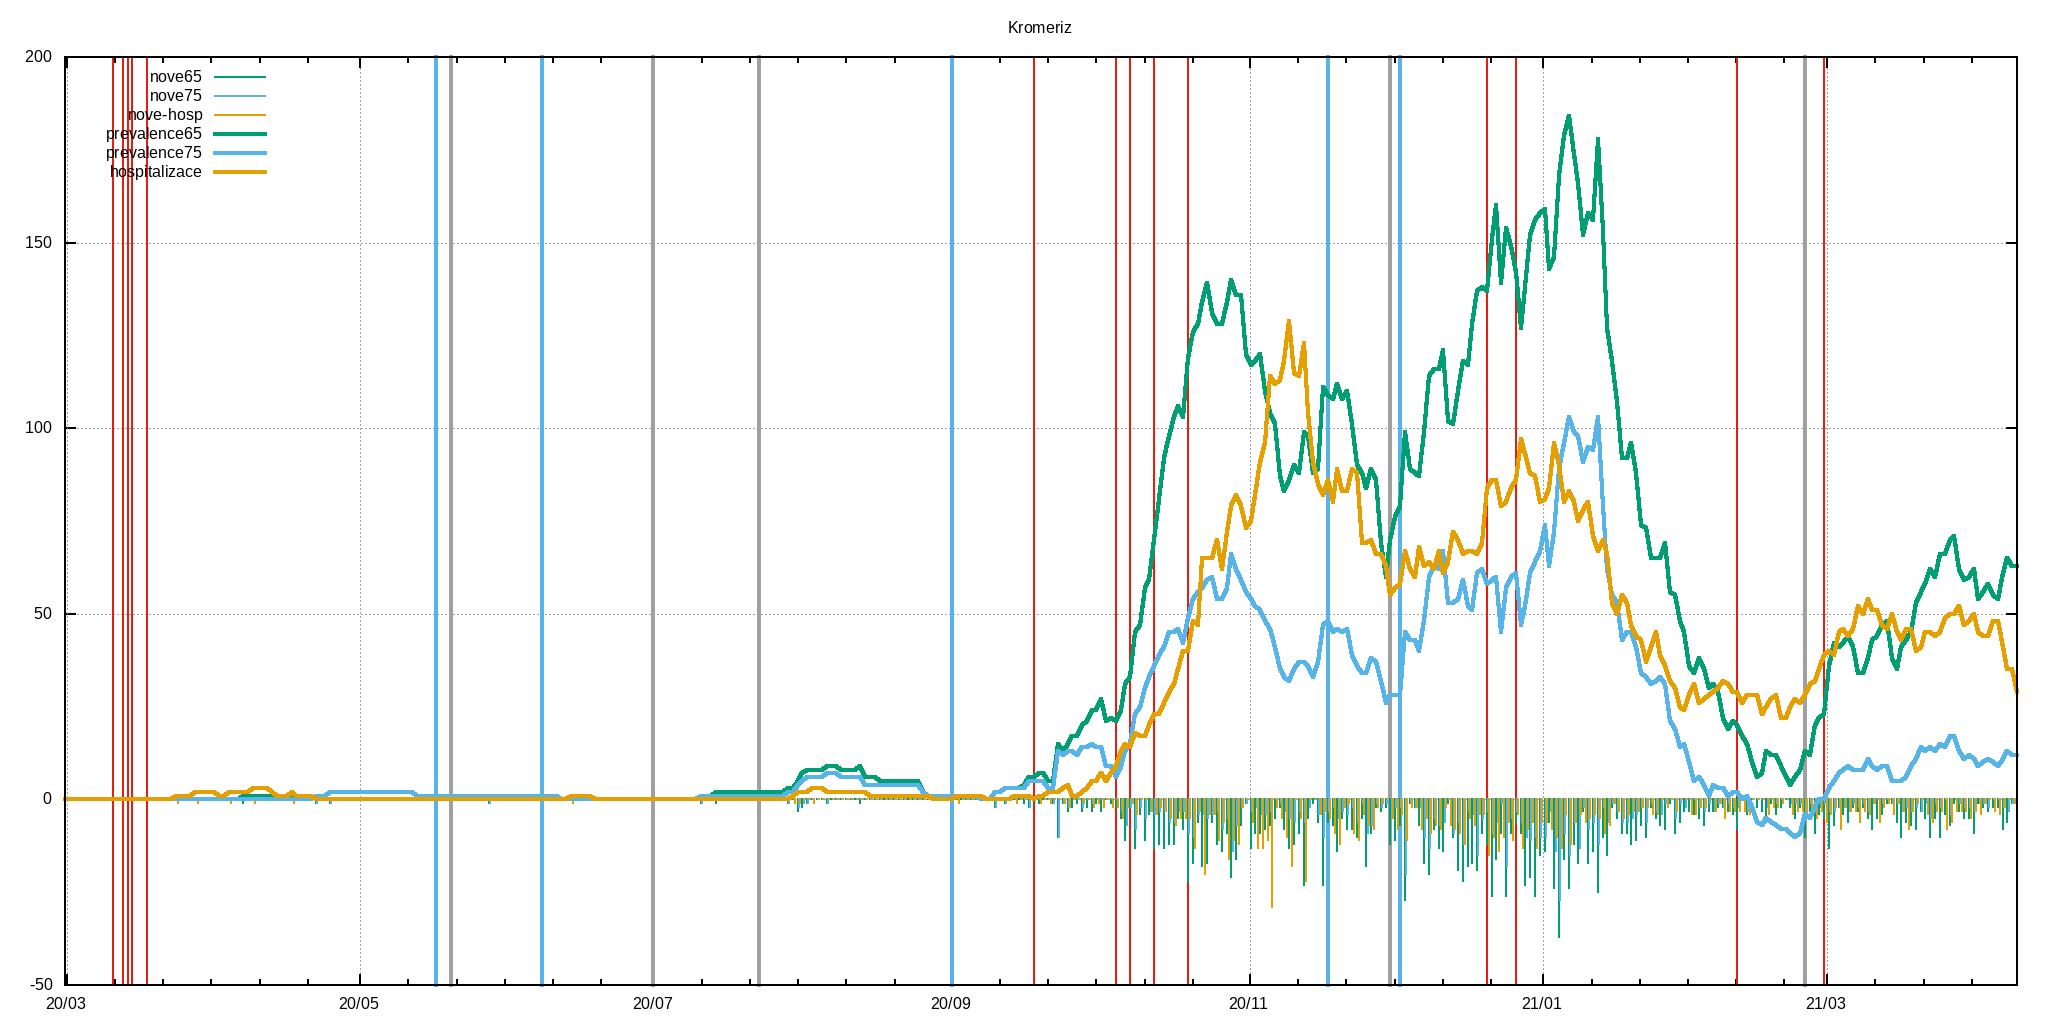 Kromeriz
200
nove65
nove75
nove-hosp
prevalence65
prevalence75
hospitalizace
150
100
50
0
-50
20/03 20/05 20/07 20/09 20/11 21/01 21/03